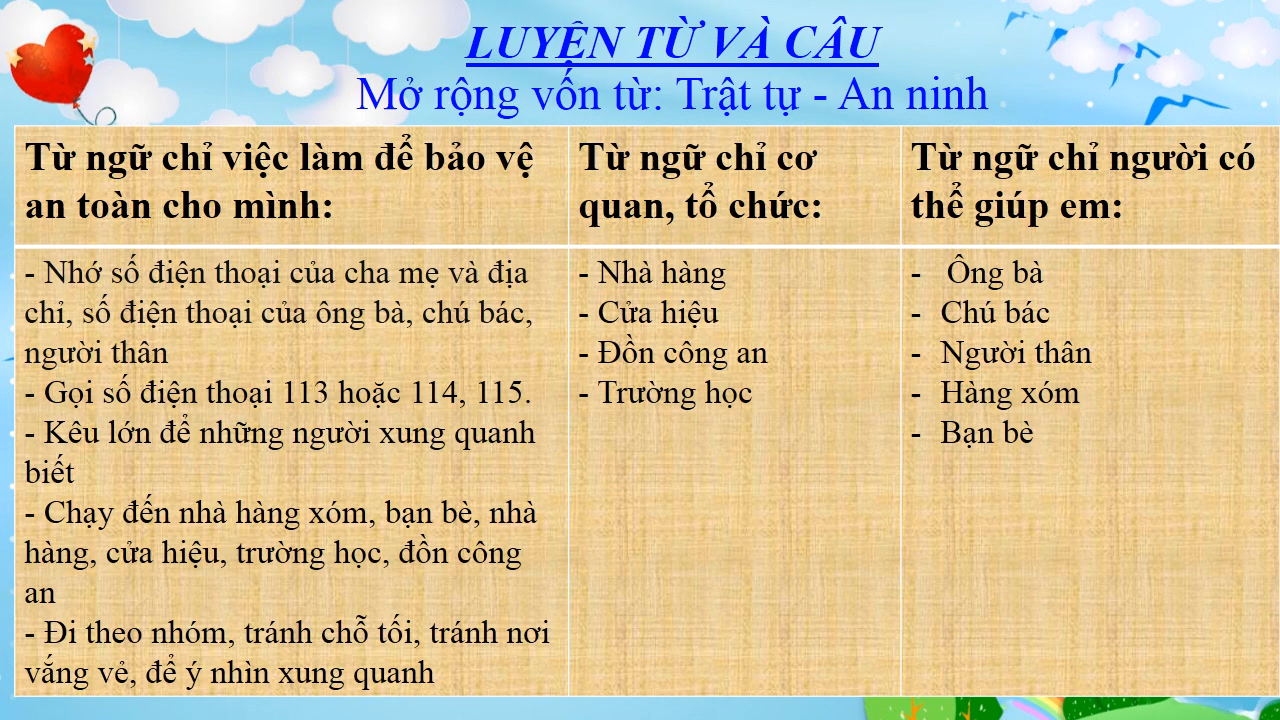 LUYỆN TỪ VÀ CÂU
Mở rộng vốn từ: Trật tự - An ninh
Từ ngữ chỉ việc làm để bảo vệ
an toàn cho mình:
Từ ngữ chỉ cơ
quan, tổ chức:
Từ ngữ chỉ người có
thể giúp em:
- Nhớ số điện thoại của cha mẹ và địa
chỉ, số điện thoại của ông bà, chú bác,
người thân
- Gọi số điện thoại 113 hoặc 114, 115.
- Kêu lớn để những người xung quanh
biết
- Chạy đến nhà hàng xóm, bạn bè, nhà
hàng, cửa hiệu, trường học, đồn công
an
- Đi theo nhóm, tránh chỗ tối, tránh nơi
vắng vẻ, để ý nhìn xung quanh
- Nhà hàng
- Cửa hiệu
- Đồn công an
- Trường học
- Ông bà
- Chú bác
- Người thân
- Hàng xóm
- Bạn bè